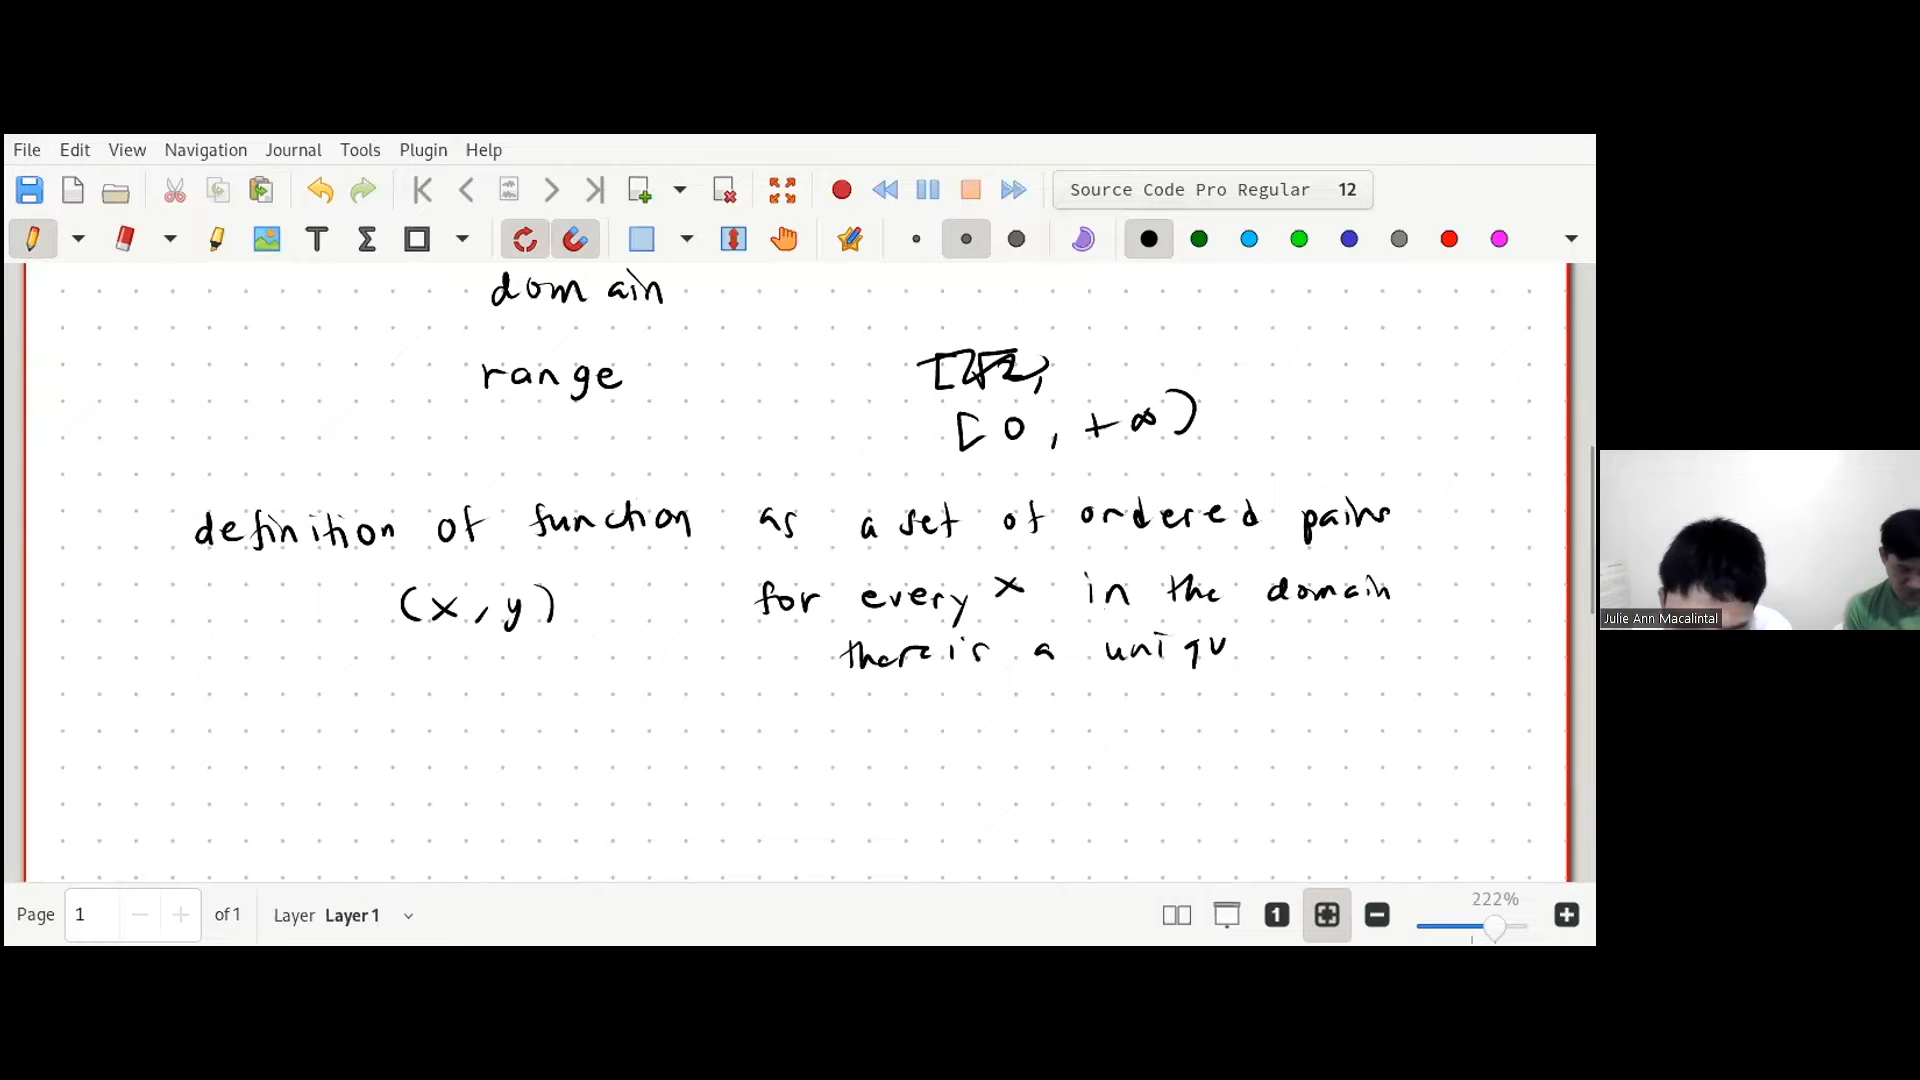 File Edit View Navigation Journal Tools Plugin Help
Source Code Pro Regular 12
domain
range
[0, +∞)
definition of function as a set of ordered pairs
(x, y) for every x in the domain
there is a uniqu
Julie Ann Macalintal
Page 1 of 1 Layer Layer 1 222%